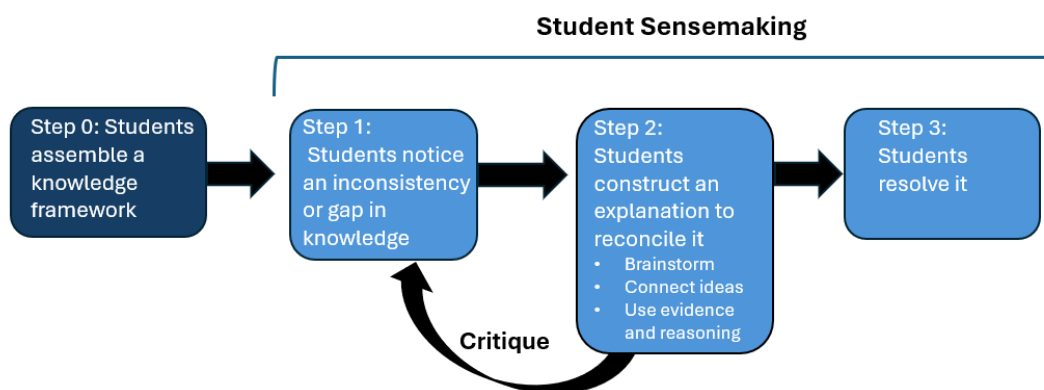 Student Sensemaking
Step 0: Students
assemble a
knowledge
framework
Step 1:
Students notice
an inconsistency
or gap in
knowledge
Step 2:
Students
construct an
explanation to
reconcile it
• Brainstorm
• Connect ideas
• Use evidence
and reasoning
Step 3:
Students
resolve it
Critique